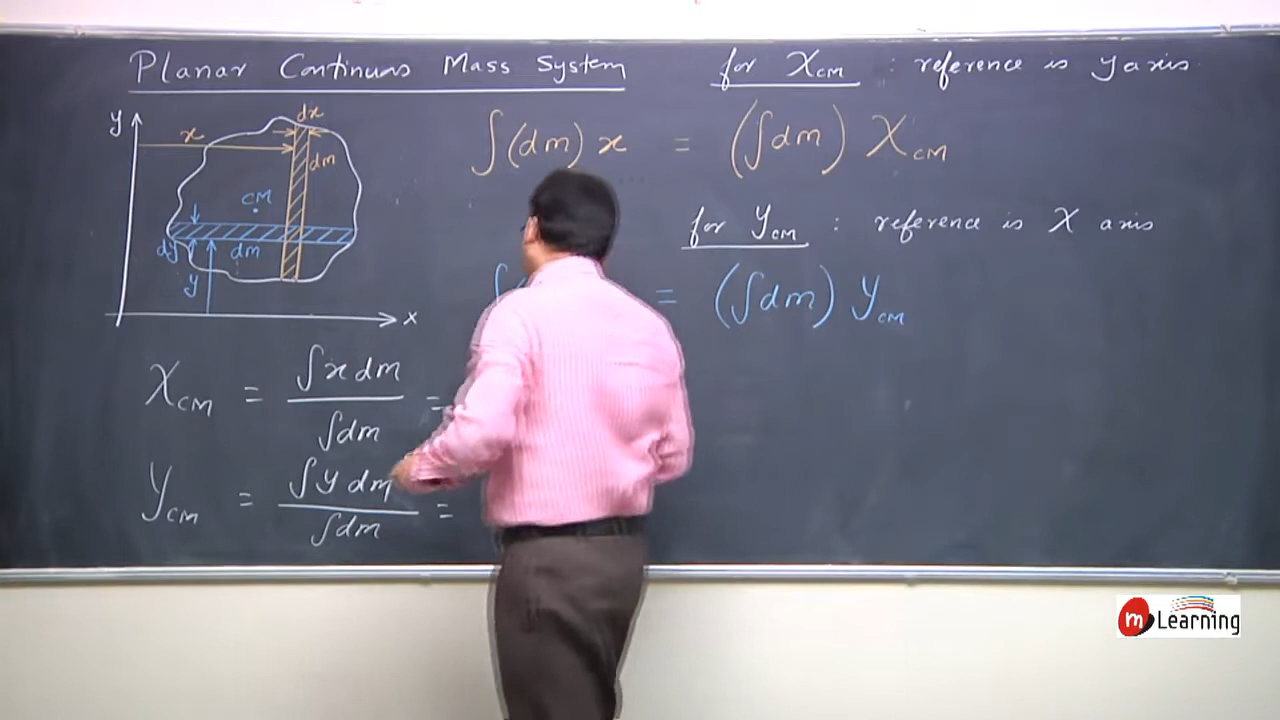 Planar Continuous Mass System
for XCM : reference is y axis
y
dx
x
dm
∫(dm) x = (∫dm) XCM
CM
for YCM : reference is X axis
dy
dm
y
= (∫dm) YCM
x
XCM = ∫x dm / ∫dm =
YCM = ∫y dm / ∫dm =
m Learning